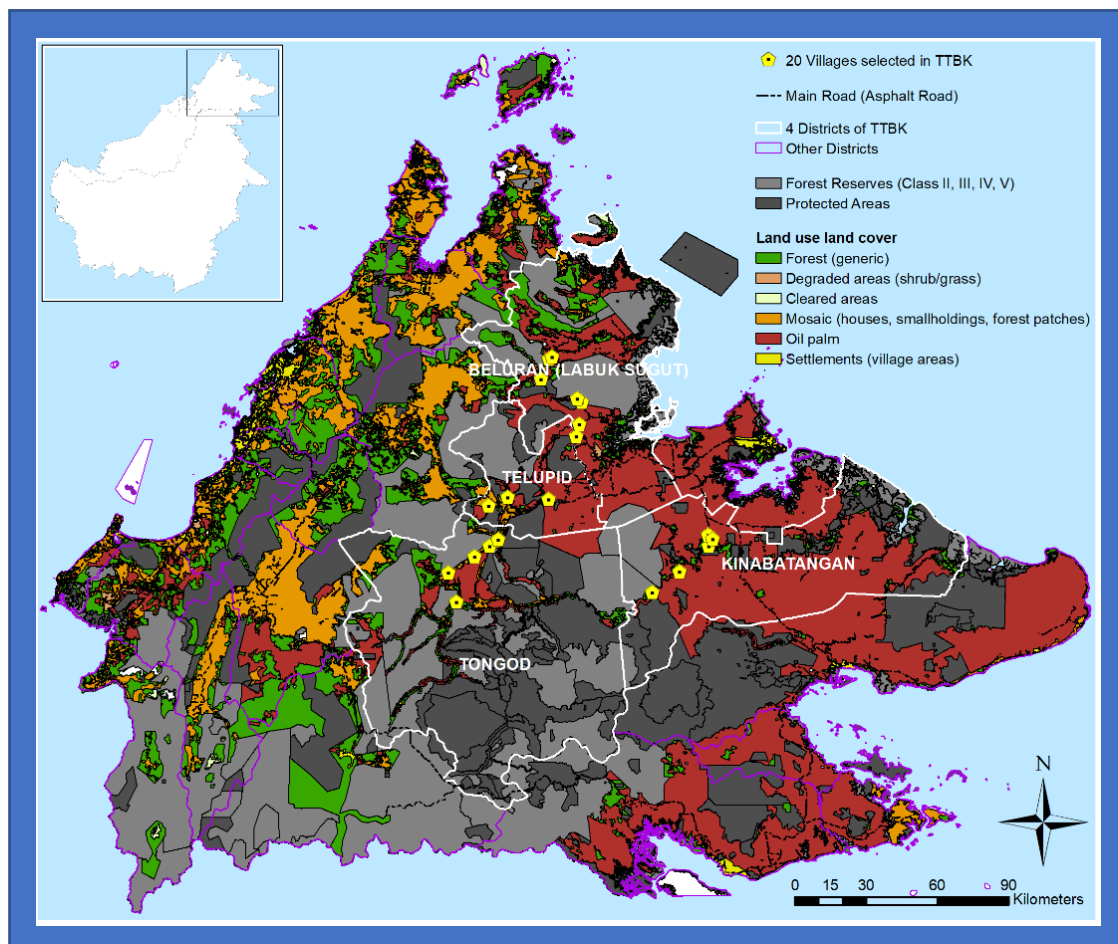 20 Villages selected in TTBK
Main Road (Asphalt Road)
4 Districts of TTBK
Other Districts
Forest Reserves (Class II, III, IV, V)
Protected Areas
Land use land cover
Forest (generic)
Degraded areas (shrub/grass)
Cleared areas
Mosaic (houses, smallholdings, forest patches)
Oil palm
Settlements (village areas)
BELURAN (LABUK SUGUT)
TELUPID
KINABATANGAN
TONGOD
N
0 15 30 60 90
Kilometers